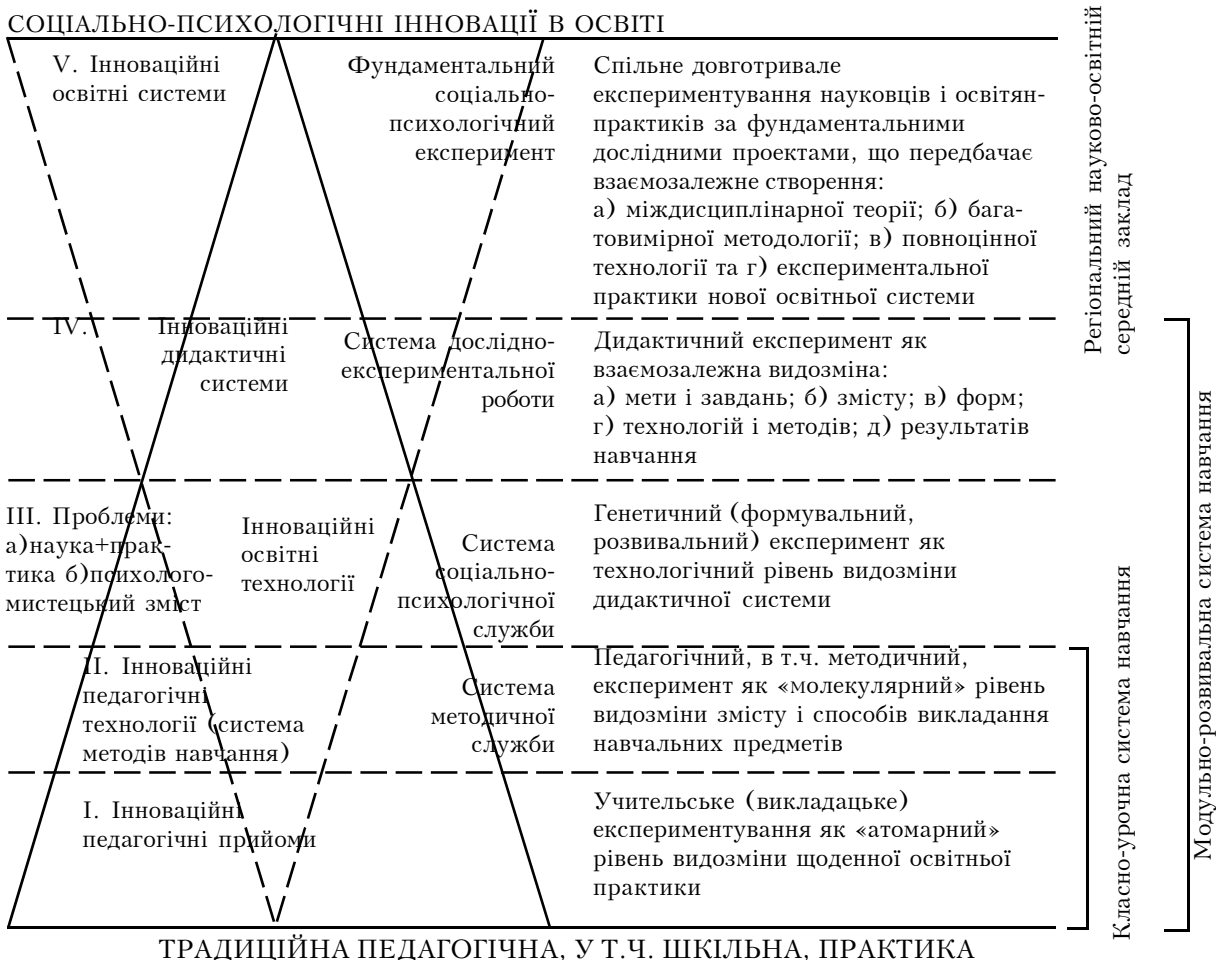 СОЦІАЛЬНО-ПСИХОЛОГІЧНІ ІННОВАЦІЇ В ОСВІТІ
V. Інноваційні
освітні системи
Фундаментальний
соціально-
психологічний
експеримент
Спільне довготривале
експериментування науковців і освітян-
практиків за фундаментальними
дослідними проектами, що передбачає
взаємозалежне створення:
а) міждисциплінарної теорії; б) бага-
товимірної методології; в) повноцінної
технології та г) експериментальної
практики нової освітньої системи
IV. Інноваційні
дидактичні
системи
Система дослідно-
експериментальної
роботи
Дидактичний експеримент як
взаємозалежна видозміна:
а) мети і завдань; б) змісту; в) форм;
г) технологій і методів; д) результатів
навчання
III. Проблеми:
а)наука+прак-
тика б)психолого-
мистецький зміст
Інноваційні
освітні
технології
Система
соціально-
психологічної
служби
Генетичний (формувальний,
розвивальний) експеримент як
технологічний рівень видозміни
дидактичної системи
II. Інноваційні
педагогічні
технології (система
методів навчання)
Система
методичної
служби
Педагогічний, в т.ч. методичний,
експеримент як «молекулярний» рівень
видозміни змісту і способів викладання
навчальних предметів
I. Інноваційні
педагогічні прийоми
Учительське (викладацьке)
експериментування як «атомарний»
рівень видозміни щоденної освітньої
практики
ТРАДИЦІЙНА ПЕДАГОГІЧНА, У Т.Ч. ШКІЛЬНА, ПРАКТИКА
Регіональний науково-освітній
середній заклад
Класно-урочна система навчання
Модульно-розвивальна система навчання